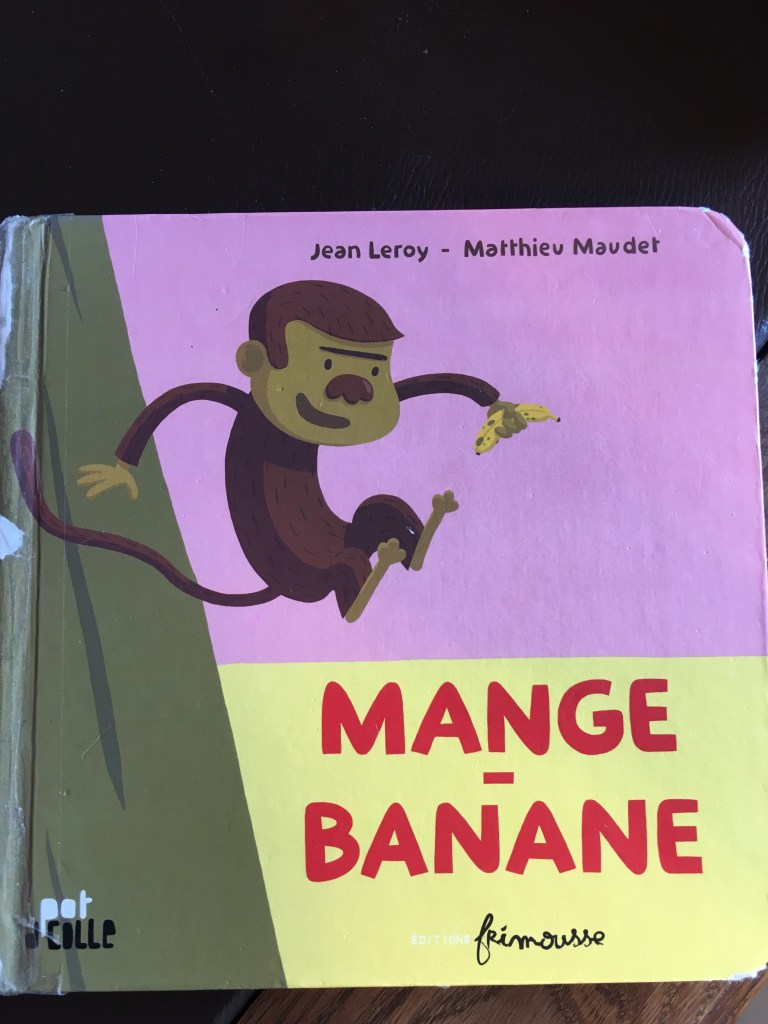 Jean Leroy - Matthieu Maudet
MANGE
-
BANANE
pot
COLLE
EDITIONS frimousse